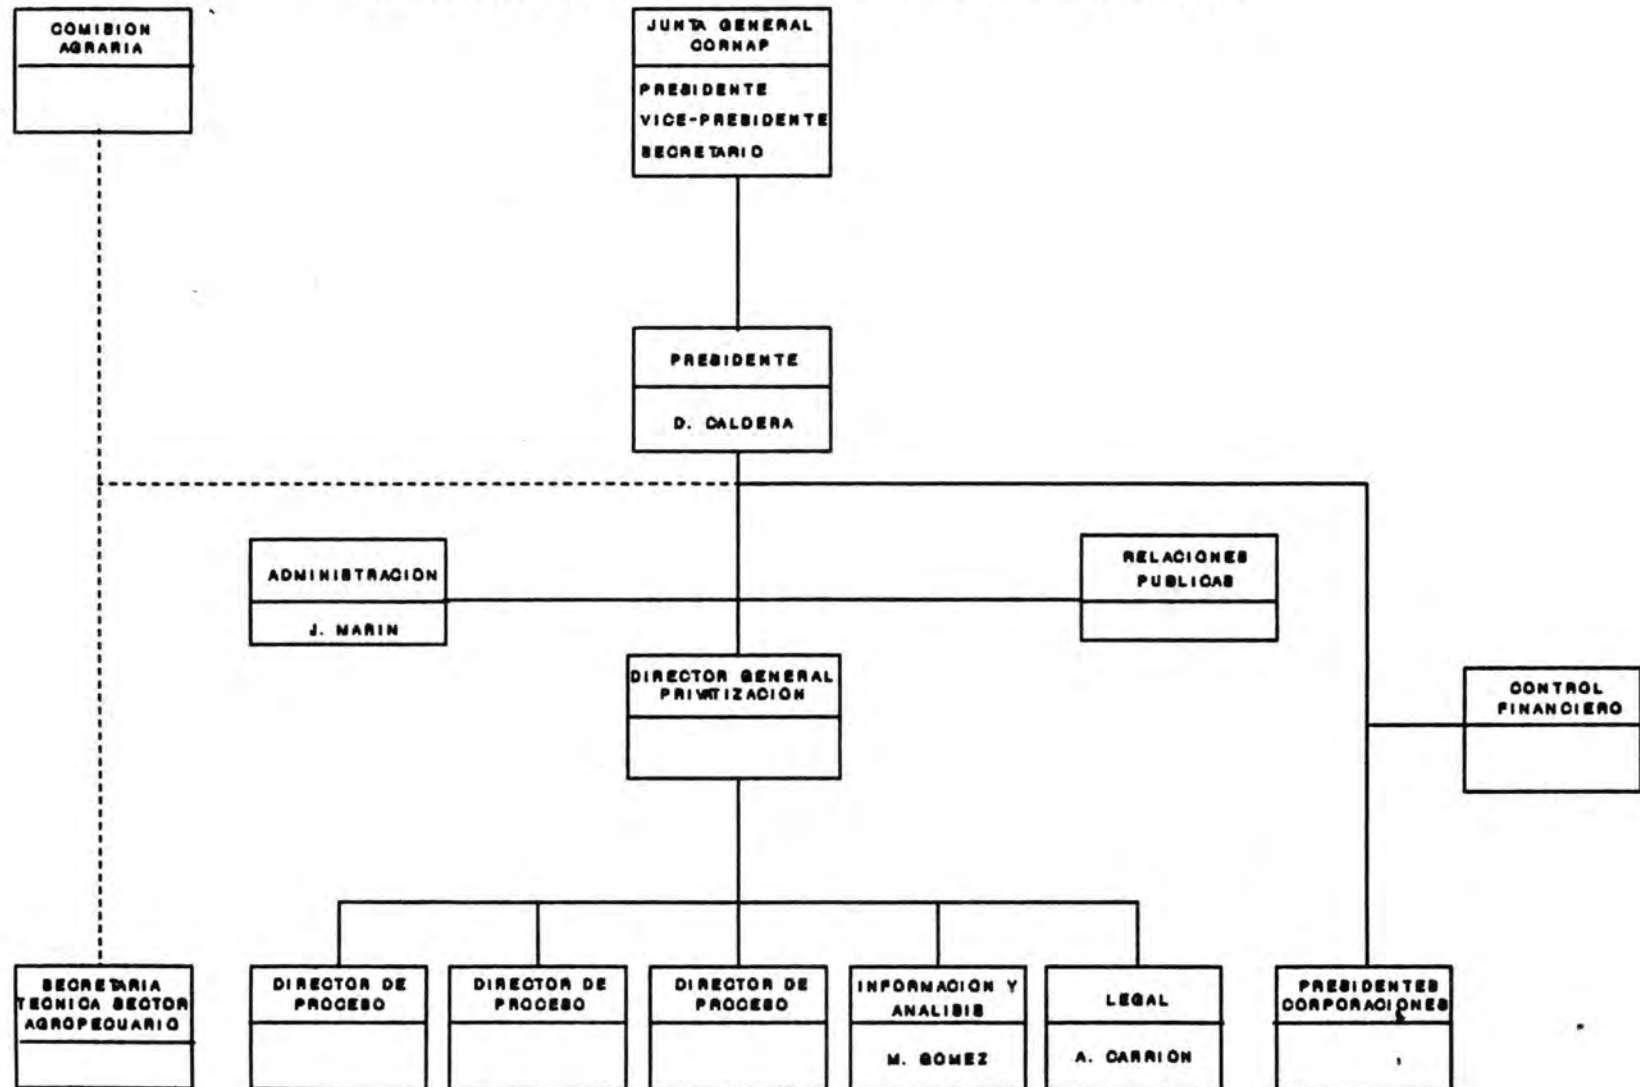 COMISION
AGRARIA
JUNTA GENERAL
CORNAP
PRESIDENTE
VICE-PRESIDENTE
SECRETARIO
PRESIDENTE
D. CALDERA
ADMINISTRACION
J. MARIN
RELACIONES
PUBLICAS
DIRECTOR GENERAL
PRIVATIZACIÓN
CONTROL
FINANCIERO
SECRETARIA
TECNICA SECTOR
AGROPECUARIO
DIRECTOR DE
PROCESO
DIRECTOR DE
PROCESO
DIRECTOR DE
PROCESO
INFORMACION Y
ANALISIS
M. GOMEZ
LEGAL
A. CARRION
PRESIDENTES
CORPORACIONES